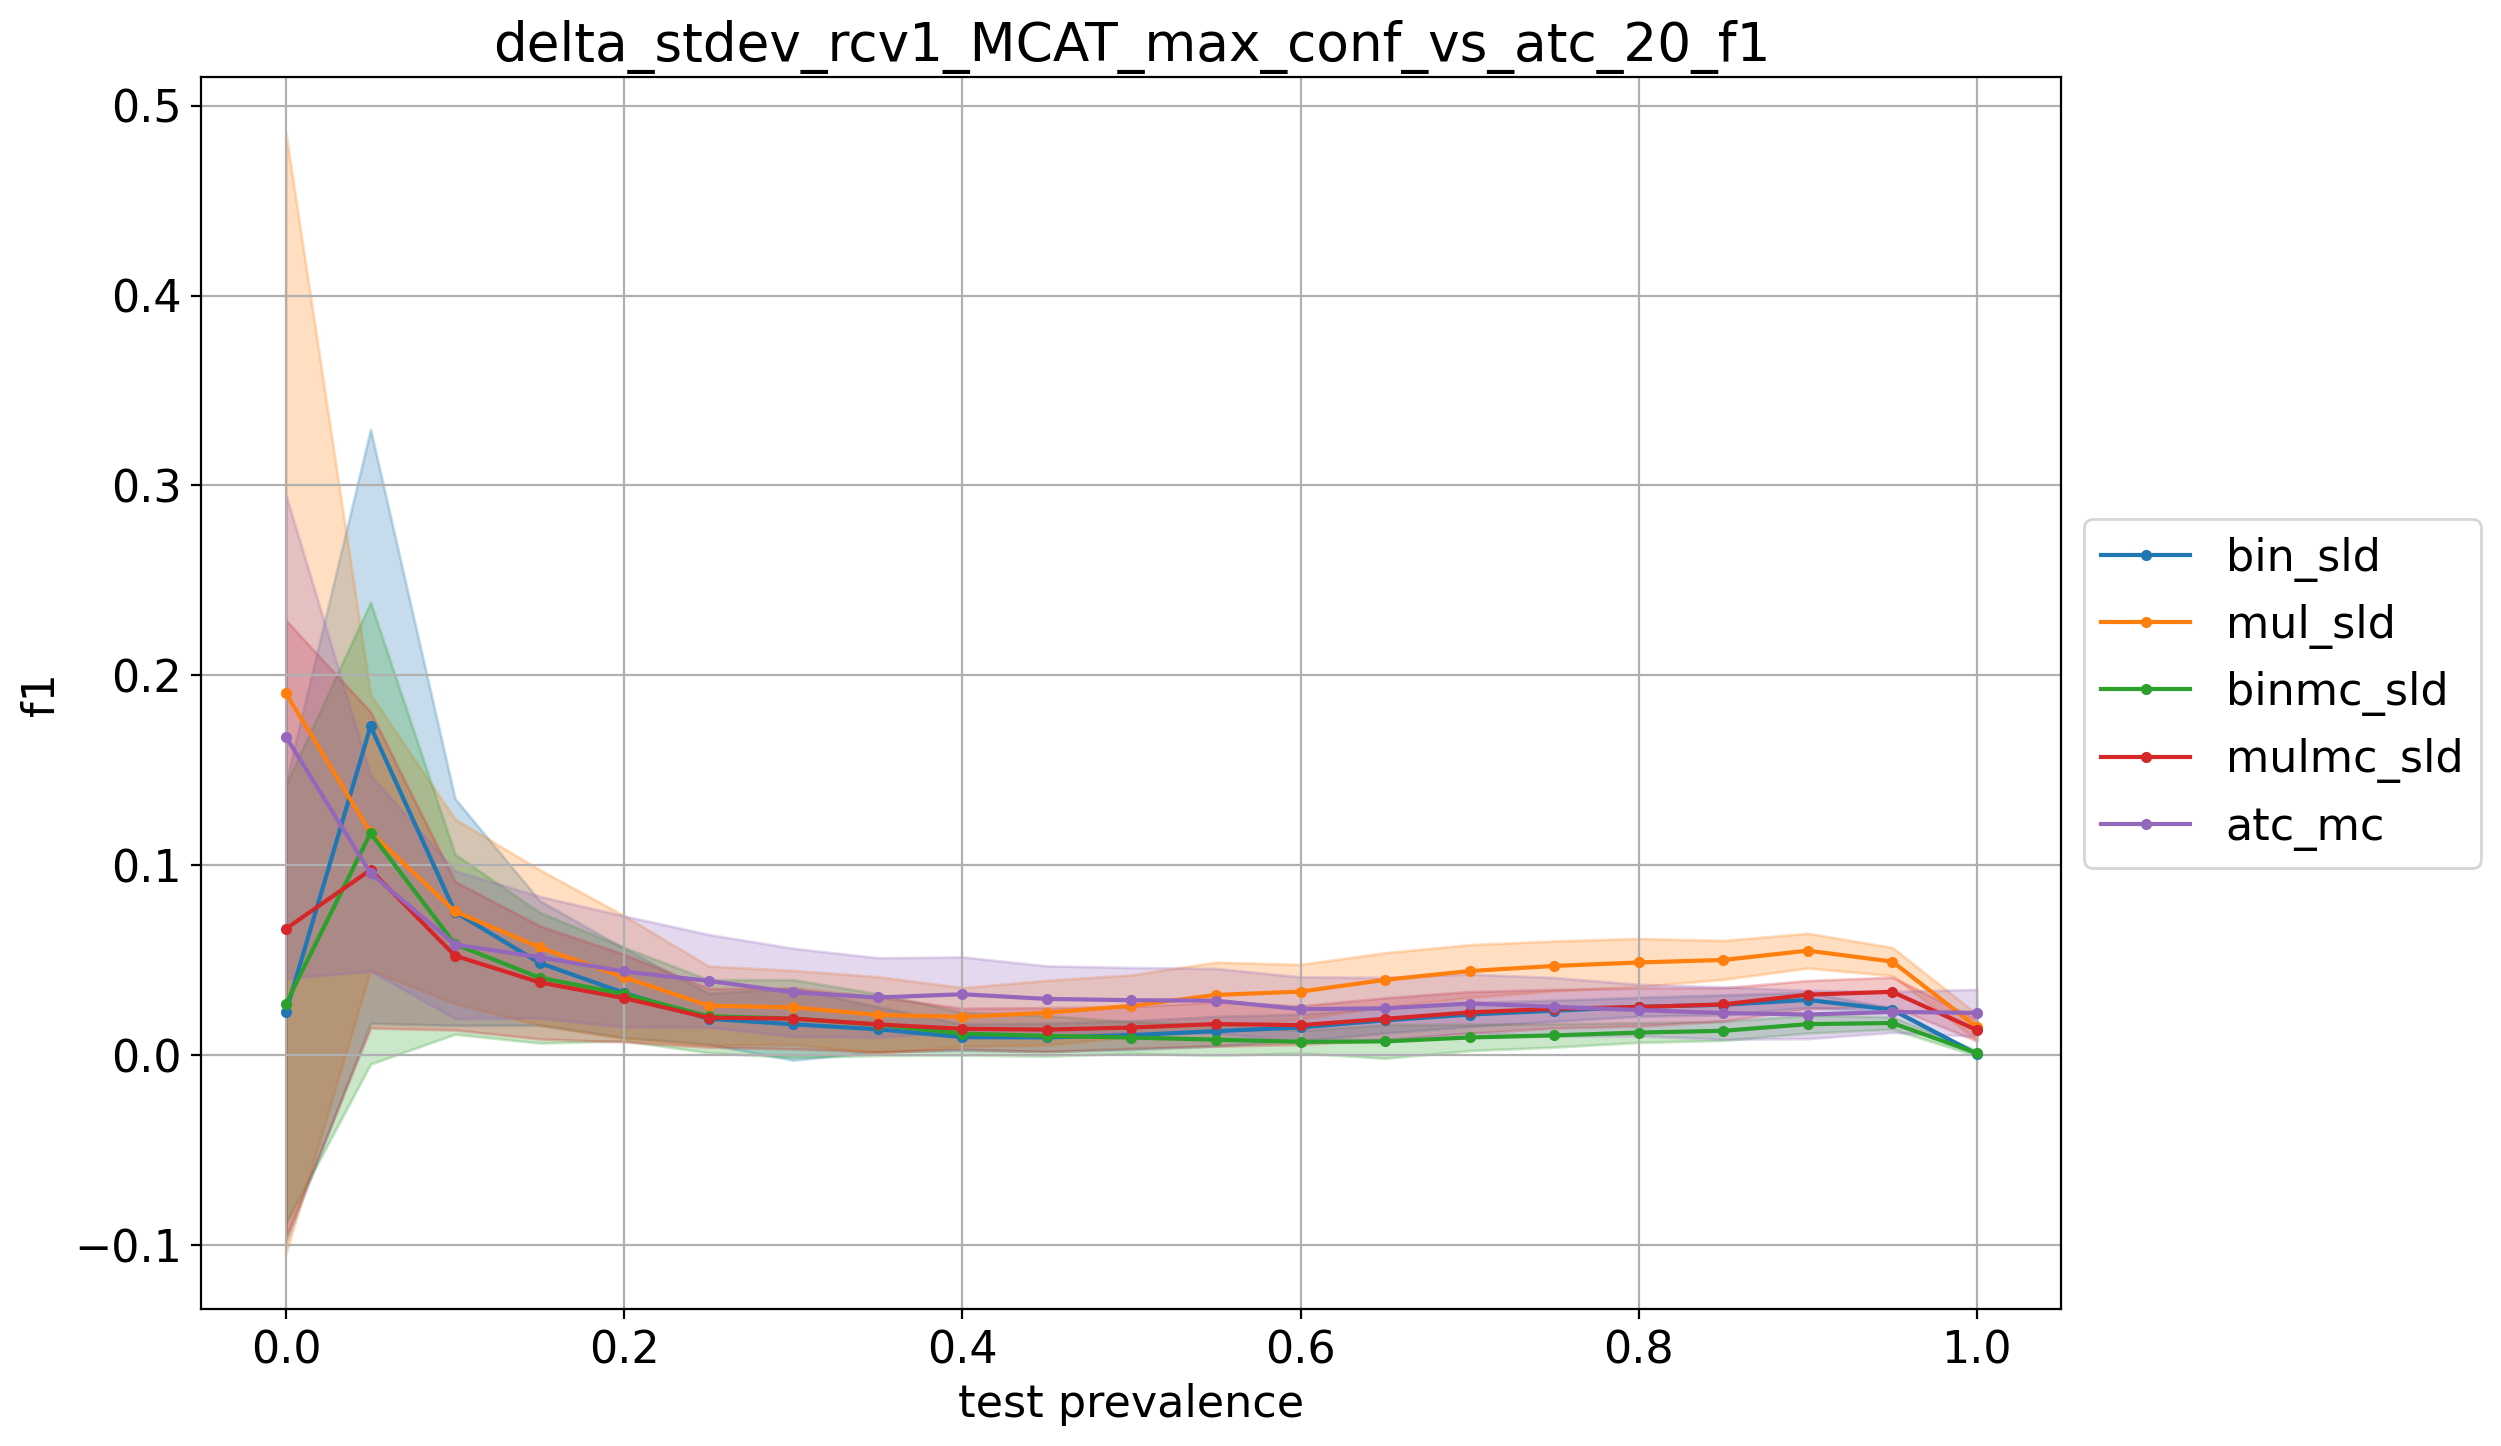 delta_stdev_rcv1_MCAT_max_conf_vs_atc_20_f1
0.5
0.4
0.3
0.2
0.1
0.0
−0.1
f1
0.0 0.2 0.4 0.6 0.8 1.0
test prevalence
bin_sld
mul_sld
binmc_sld
mulmc_sld
atc_mc